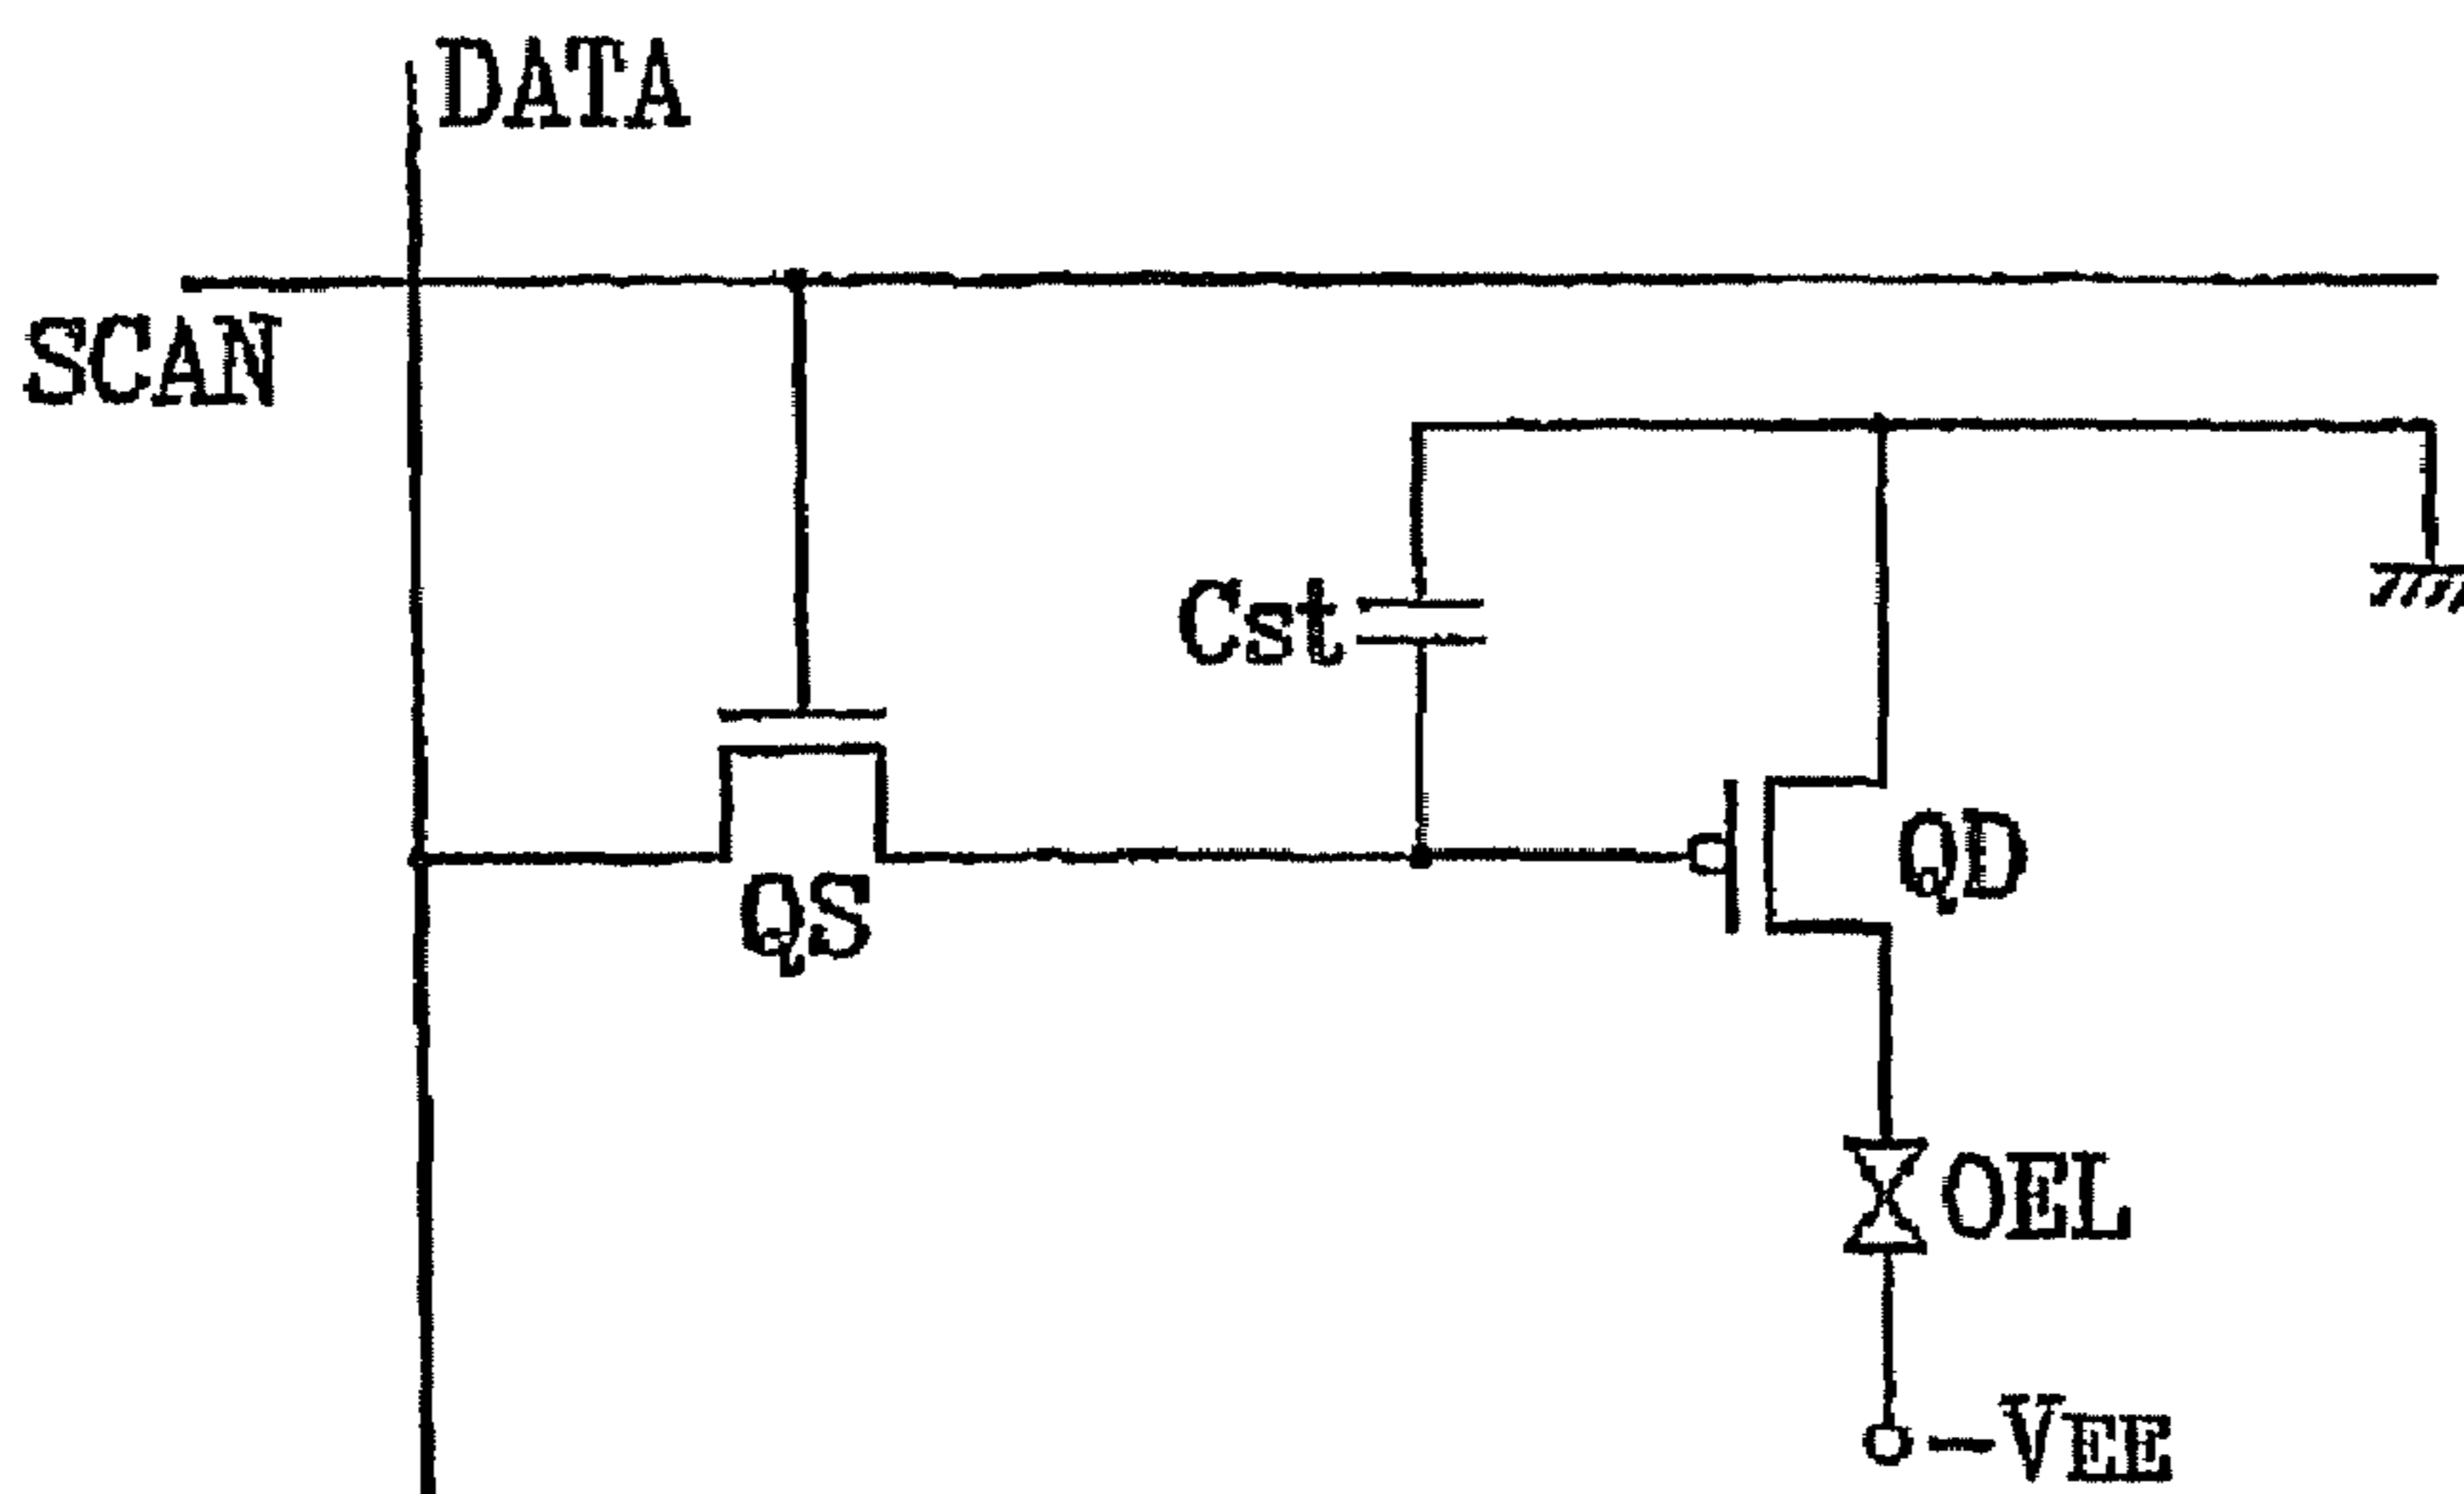 DATA
SCAN
Cst
QD
QS
OEL
-VEE